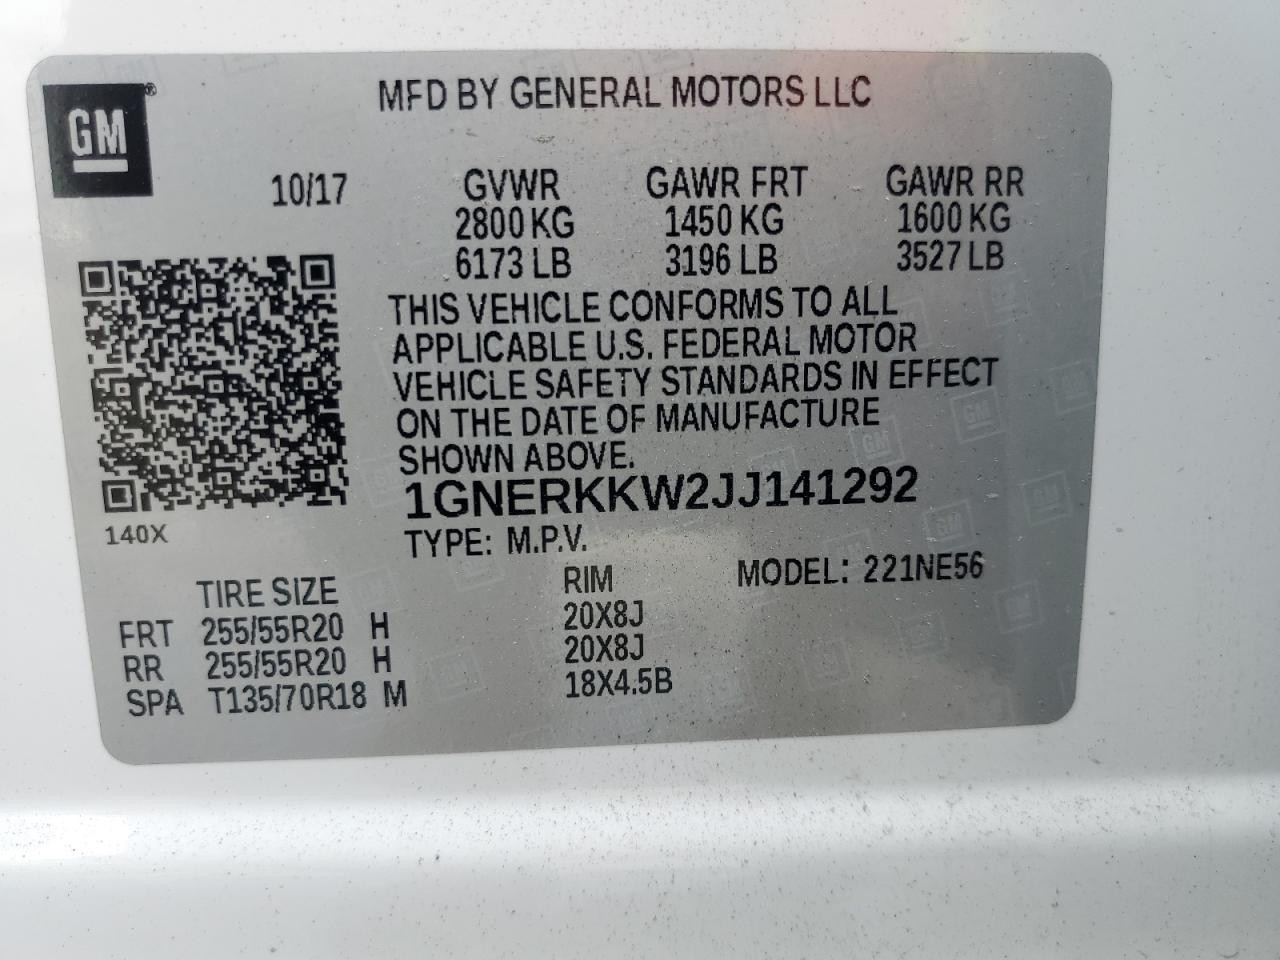 GM®
MFD BY GENERAL MOTORS LLC
10/17 GVWR GAWR FRT GAWR RR
2800 KG 1450 KG 1600 KG
6173 LB 3196 LB 3527 LB
THIS VEHICLE CONFORMS TO ALL
APPLICABLE U.S. FEDERAL MOTOR
VEHICLE SAFETY STANDARDS IN EFFECT
ON THE DATE OF MANUFACTURE
SHOWN ABOVE.
1GNERKKW2JJ141292
140X
TYPE: M.P.V.
TIRE SIZE RIM MODEL: 221NE56
FRT 255/55R20 H 20X8J
RR 255/55R20 H 20X8J
SPA T135/70R18 M 18X4.5B